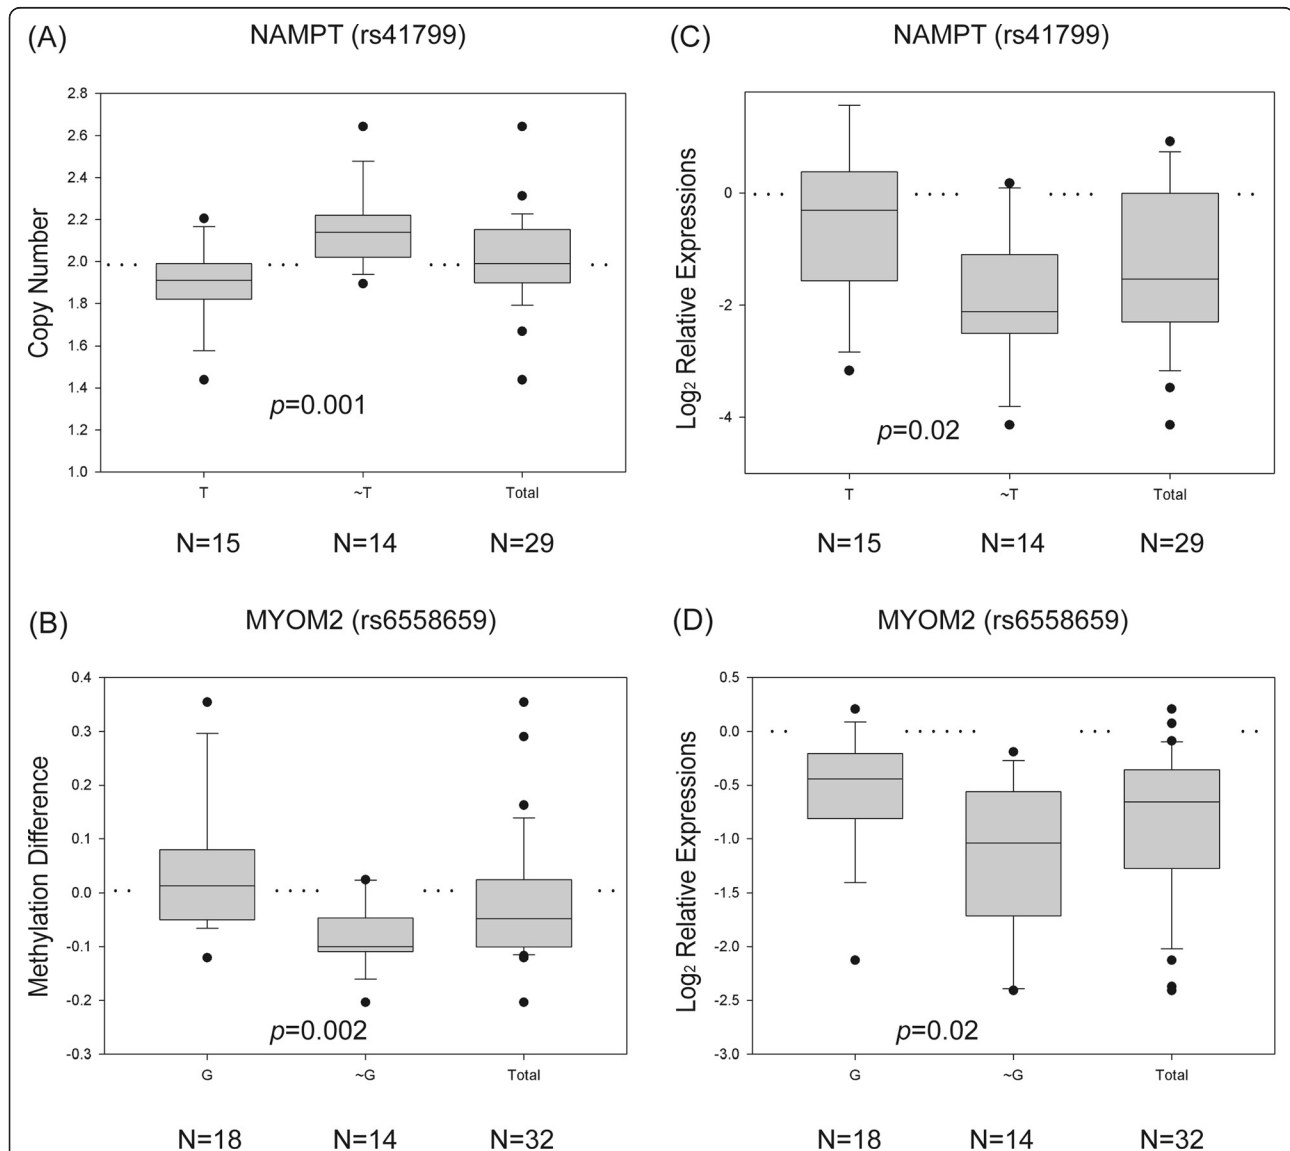 (A)
NAMPT (rs41799)
Copy Number
2.8
2.6
2.4
2.2
2.0
1.8
1.6
1.4
1.2
1.0
p=0.001
T
~T
Total
N=15
N=14
N=29
(C)
NAMPT (rs41799)
Log2 Relative Expressions
0
-2
-4
p=0.02
T
~T
Total
N=15
N=14
N=29
(B)
MYOM2 (rs6558659)
Methylation Difference
0.4
0.3
0.2
0.1
0.0
-0.1
-0.2
-0.3
p=0.002
G
~G
Total
N=18
N=14
N=32
(D)
MYOM2 (rs6558659)
Log2 Relative Expressions
0.5
0.0
-0.5
-1.0
-1.5
-2.0
-2.5
-3.0
p=0.02
G
~G
Total
N=18
N=14
N=32